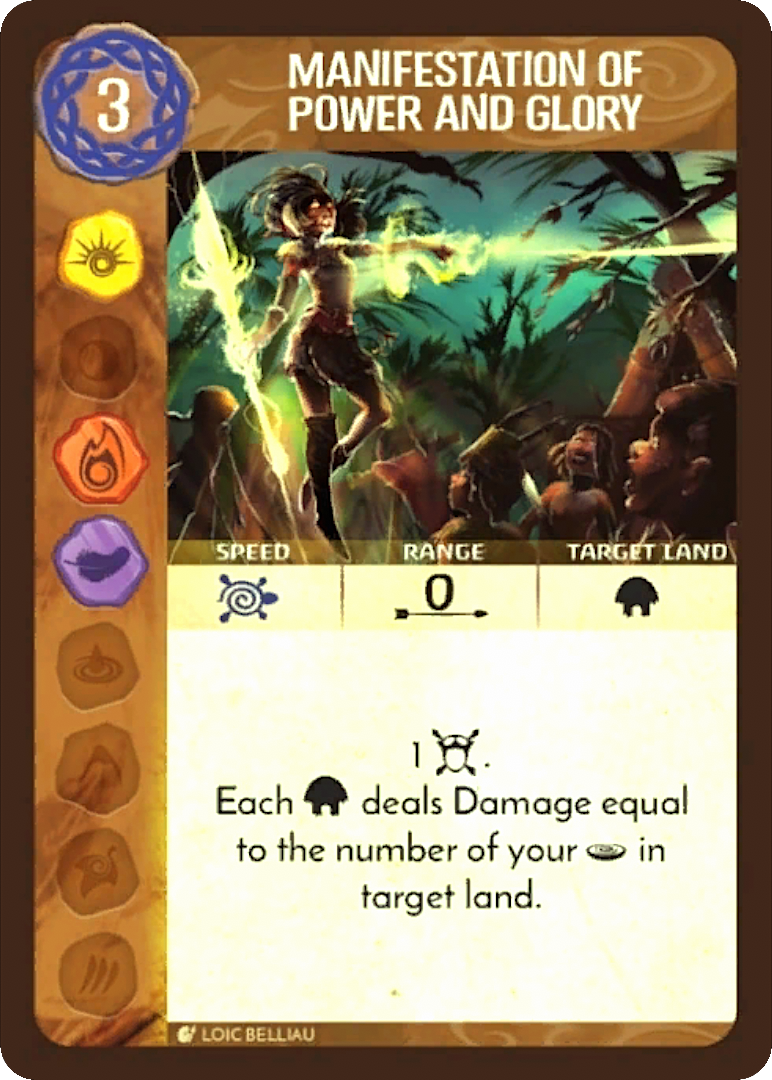 3
MANIFESTATION OF
POWER AND GLORY
SPEED RANGE TARGET LAND
0
1 .
Each deals Damage equal
to the number of your in
target land.
LOIC BELLIAU